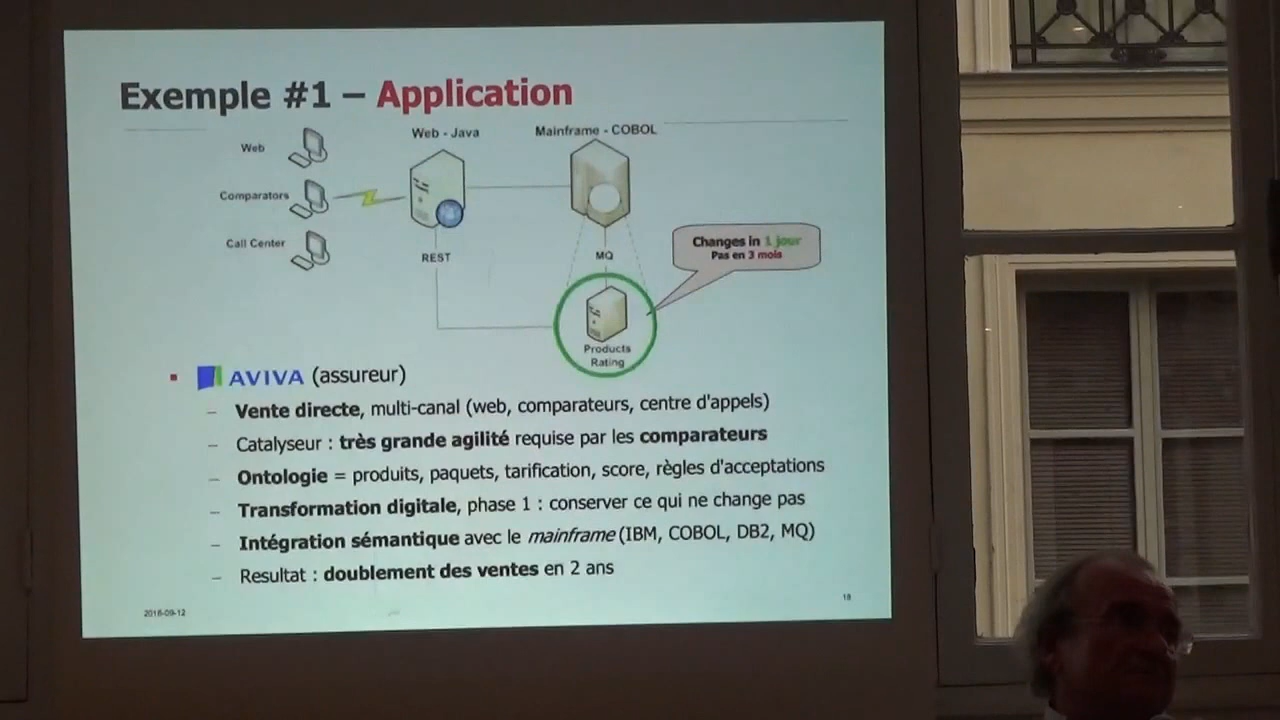 Exemple #1 – Application
Web
Web - Java
Mainframe - COBOL
Comparators
Call Center
REST
MQ
Changes in 1 jour
Pas en 3 mois
Products
Rating
AVIVA (assureur)
– Vente directe, multi-canal (web, comparateurs, centre d'appels)
– Catalyseur : très grande agilité requise par les comparateurs
– Ontologie = produits, paquets, tarification, score, règles d'acceptations
– Transformation digitale, phase 1 : conserver ce qui ne change pas
– Intégration sémantique avec le mainframe (IBM, COBOL, DB2, MQ)
– Resultat : doublement des ventes en 2 ans
2016-09-12
18